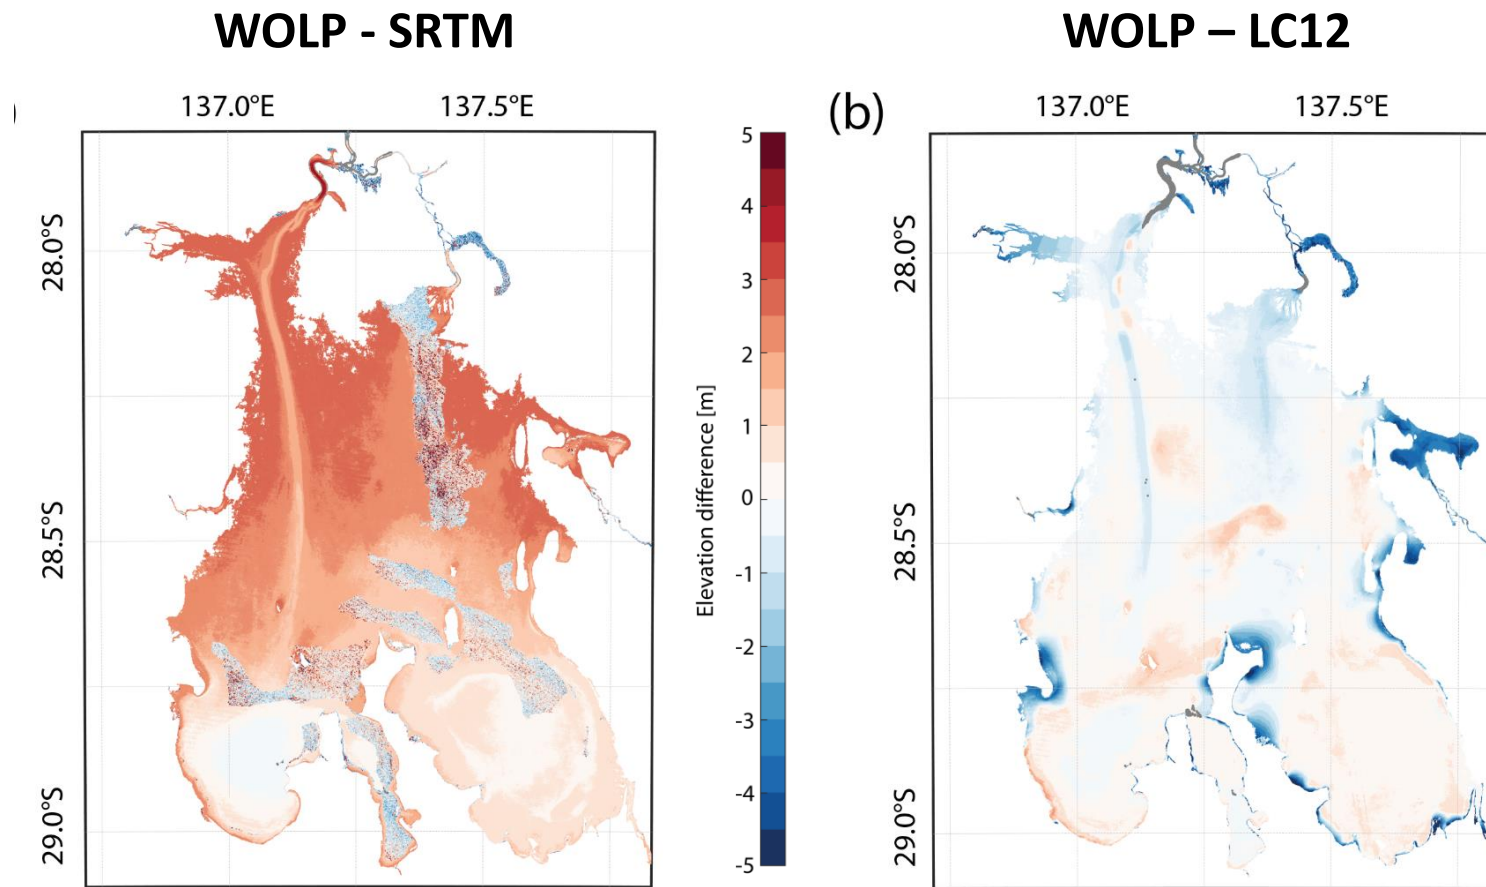 WOLP - SRTM
WOLP – LC12
)
137.0°E
137.5°E
(b)
137.0°E
137.5°E
28.0°S
28.5°S
29.0°S
5
4
3
2
1
0
-1
-2
-3
-4
-5
Elevation difference [m]
28.0°S
28.5°S
29.0°S